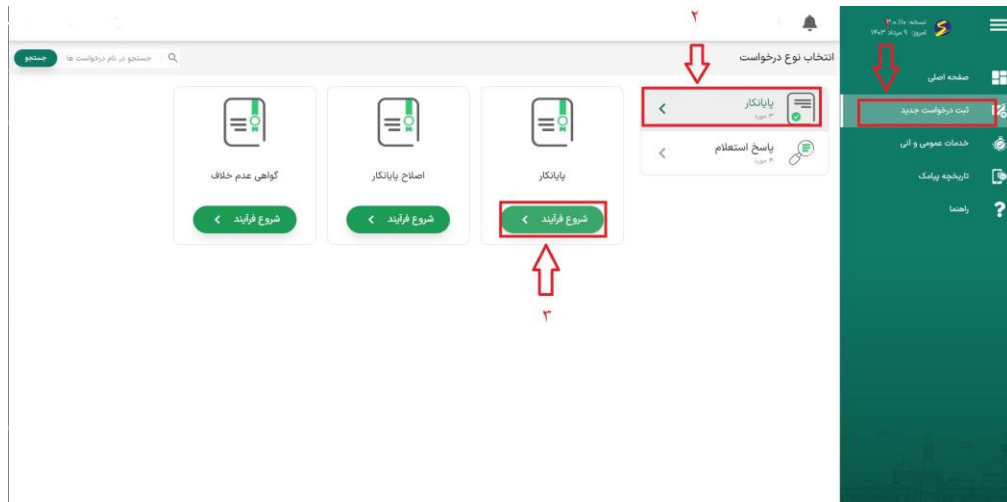 نسخه: ۳.۰.۱۱۰
امروز: ۹ مرداد ۱۴۰۳
صفحه اصلی
ثبت درخواست جدید
خدمات عمومی و آنی
تاریخچه پیامک
راهنما
۲
انتخاب نوع درخواست
جستجو در نام درخواست ها
جستجو
پایانکار
۳ مورد
پاسخ استعلام
۴ مورد
پایانکار
شروع فرآیند
اصلاح پایانکار
شروع فرآیند
گواهی عدم خلاف
شروع فرآیند
۳